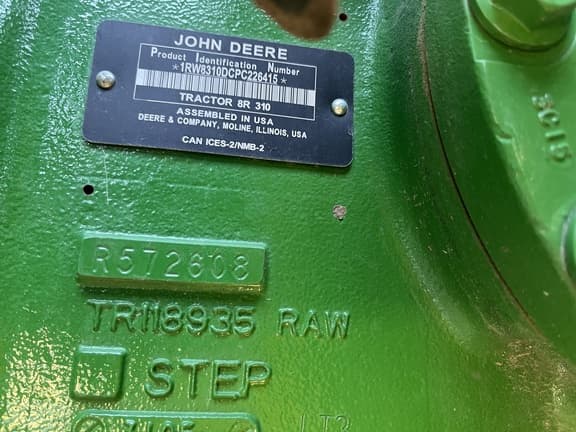 JOHN DEERE
Product Identification Number
*1RW8310DCPC226415*
TRACTOR 8R 310
ASSEMBLED IN USA
DEERE & COMPANY, MOLINE, ILLINOIS, USA
CAN ICES-2/NMB-2
R572608
TR118935 RAW
STEP